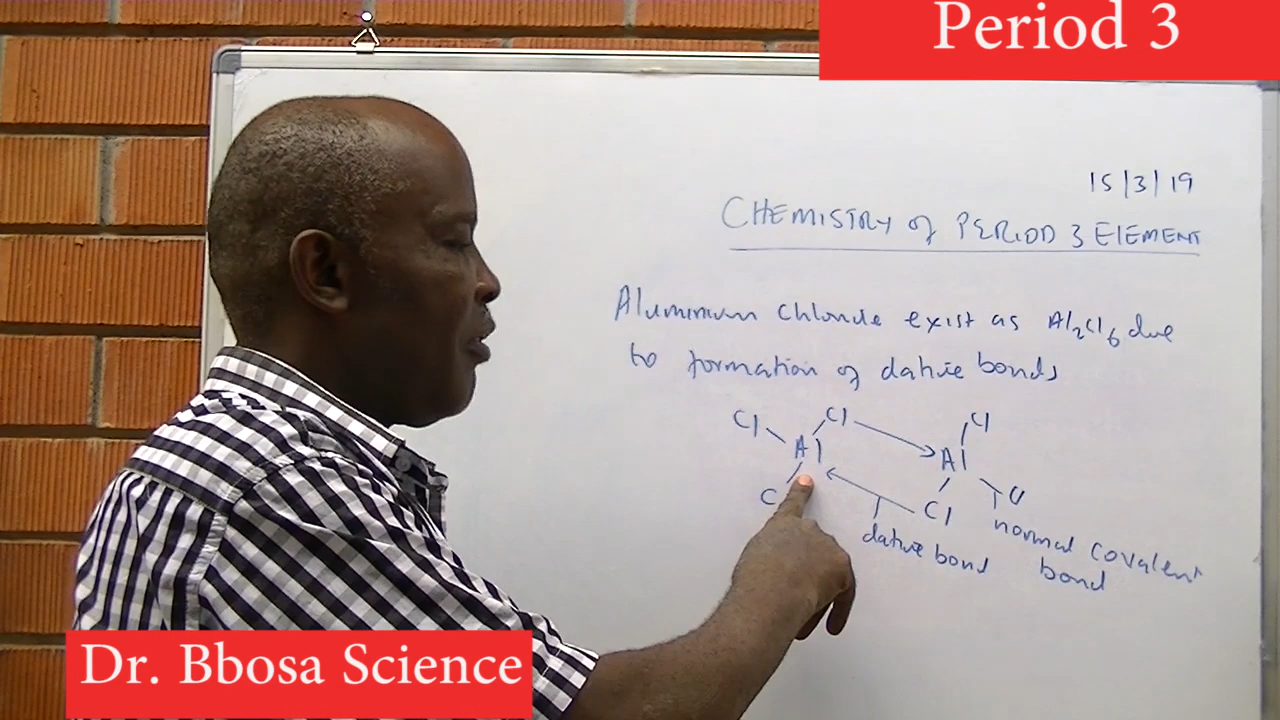 Period 3
15/3/19
CHEMISTRY of PERIOD 3 ELEMENT
Aluminium Chloride exist as Al2Cl6 due
to formation of dative bonds
Cl Cl Cl
Al Al
C Cl Cl
normal covalent
dative bond bond
Dr. Bbosa Science